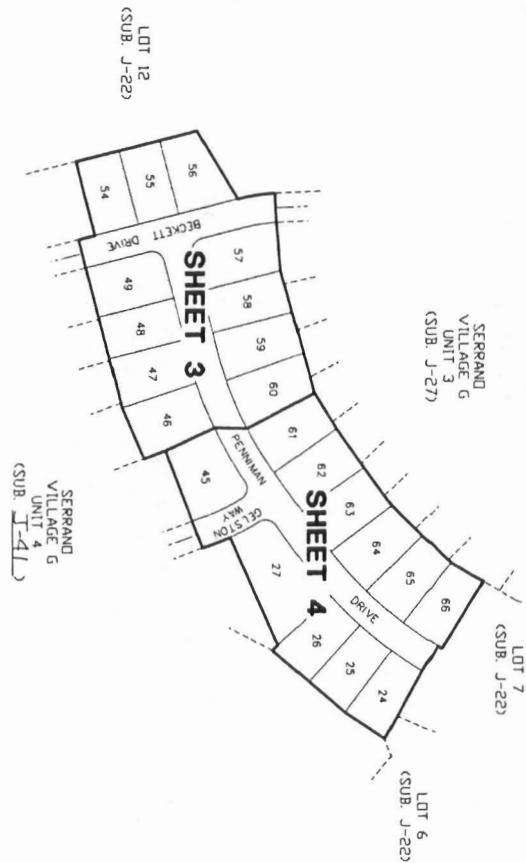 LOT 12
(SUB. J-22)
SERRANO
VILLAGE G
UNIT 3
(SUB. J-27)
LOT 7
(SUB. J-22)
LOT 6
(SUB. J-22)
SERRANO
VILLAGE G
UNIT 4
(SUB. J-41)
SHEET 3
SHEET 4
BECKETT DRIVE
PENNIMAN
DRIVE
GELSTON
WAY
54
55
56
57
58
59
60
61
62
63
64
65
66
49
48
47
46
45
27
26
25
24